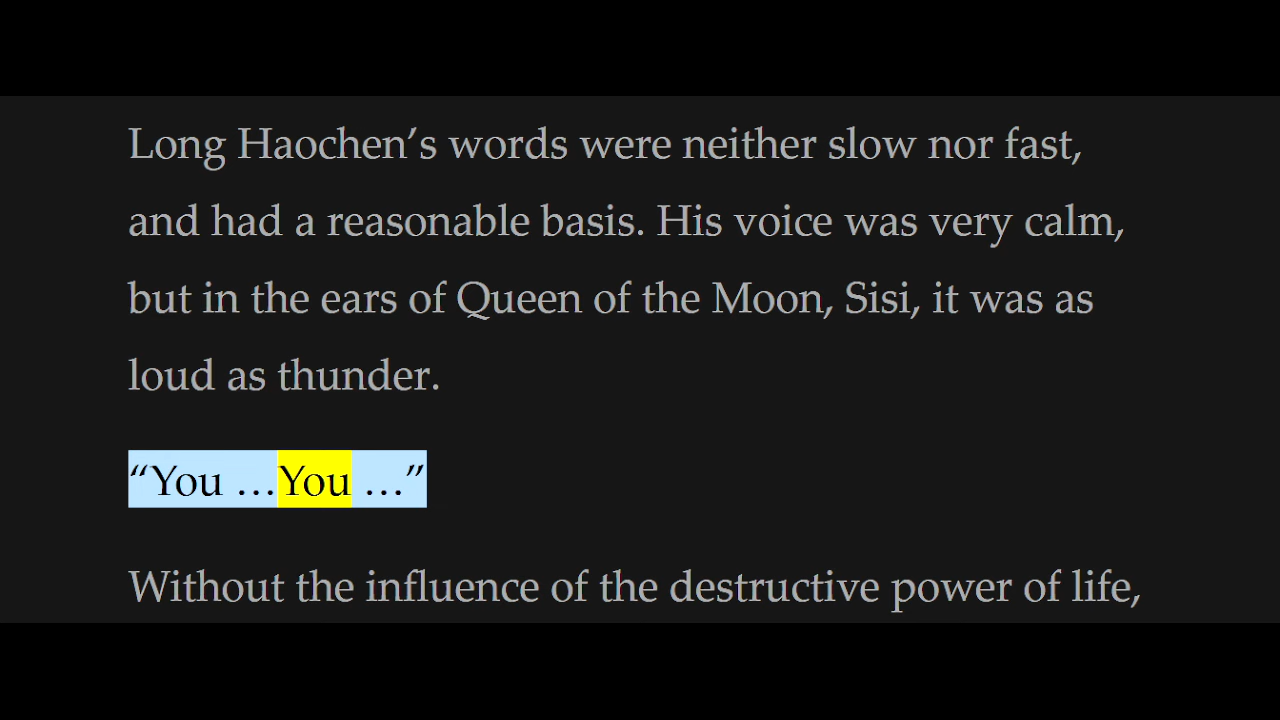 Long Haochen’s words were neither slow nor fast,
and had a reasonable basis. His voice was very calm,
but in the ears of Queen of the Moon, Sisi, it was as
loud as thunder.
“You …You …”
Without the influence of the destructive power of life,